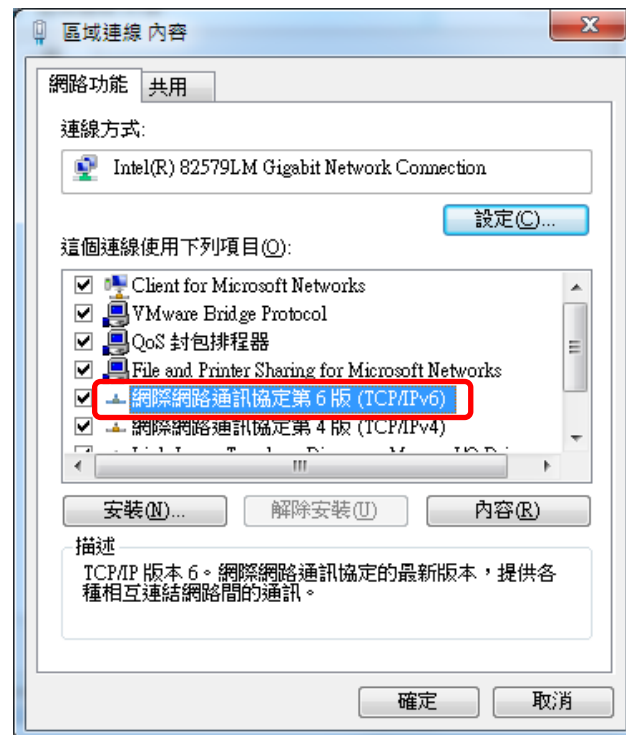 區域連線 內容
網路功能
共用
連線方式:
Intel(R) 82579LM Gigabit Network Connection
設定(C)...
這個連線使用下列項目(O):
Client for Microsoft Networks
VMware Bridge Protocol
QoS 封包排程器
File and Printer Sharing for Microsoft Networks
網際網路通訊協定第 6 版 (TCP/IPv6)
網際網路通訊協定第 4 版 (TCP/IPv4)
安裝(N)...
解除安裝(U)
內容(R)
描述
TCP/IP 版本 6。網際網路通訊協定的最新版本，提供各
種相互連結網路間的通訊。
確定
取消